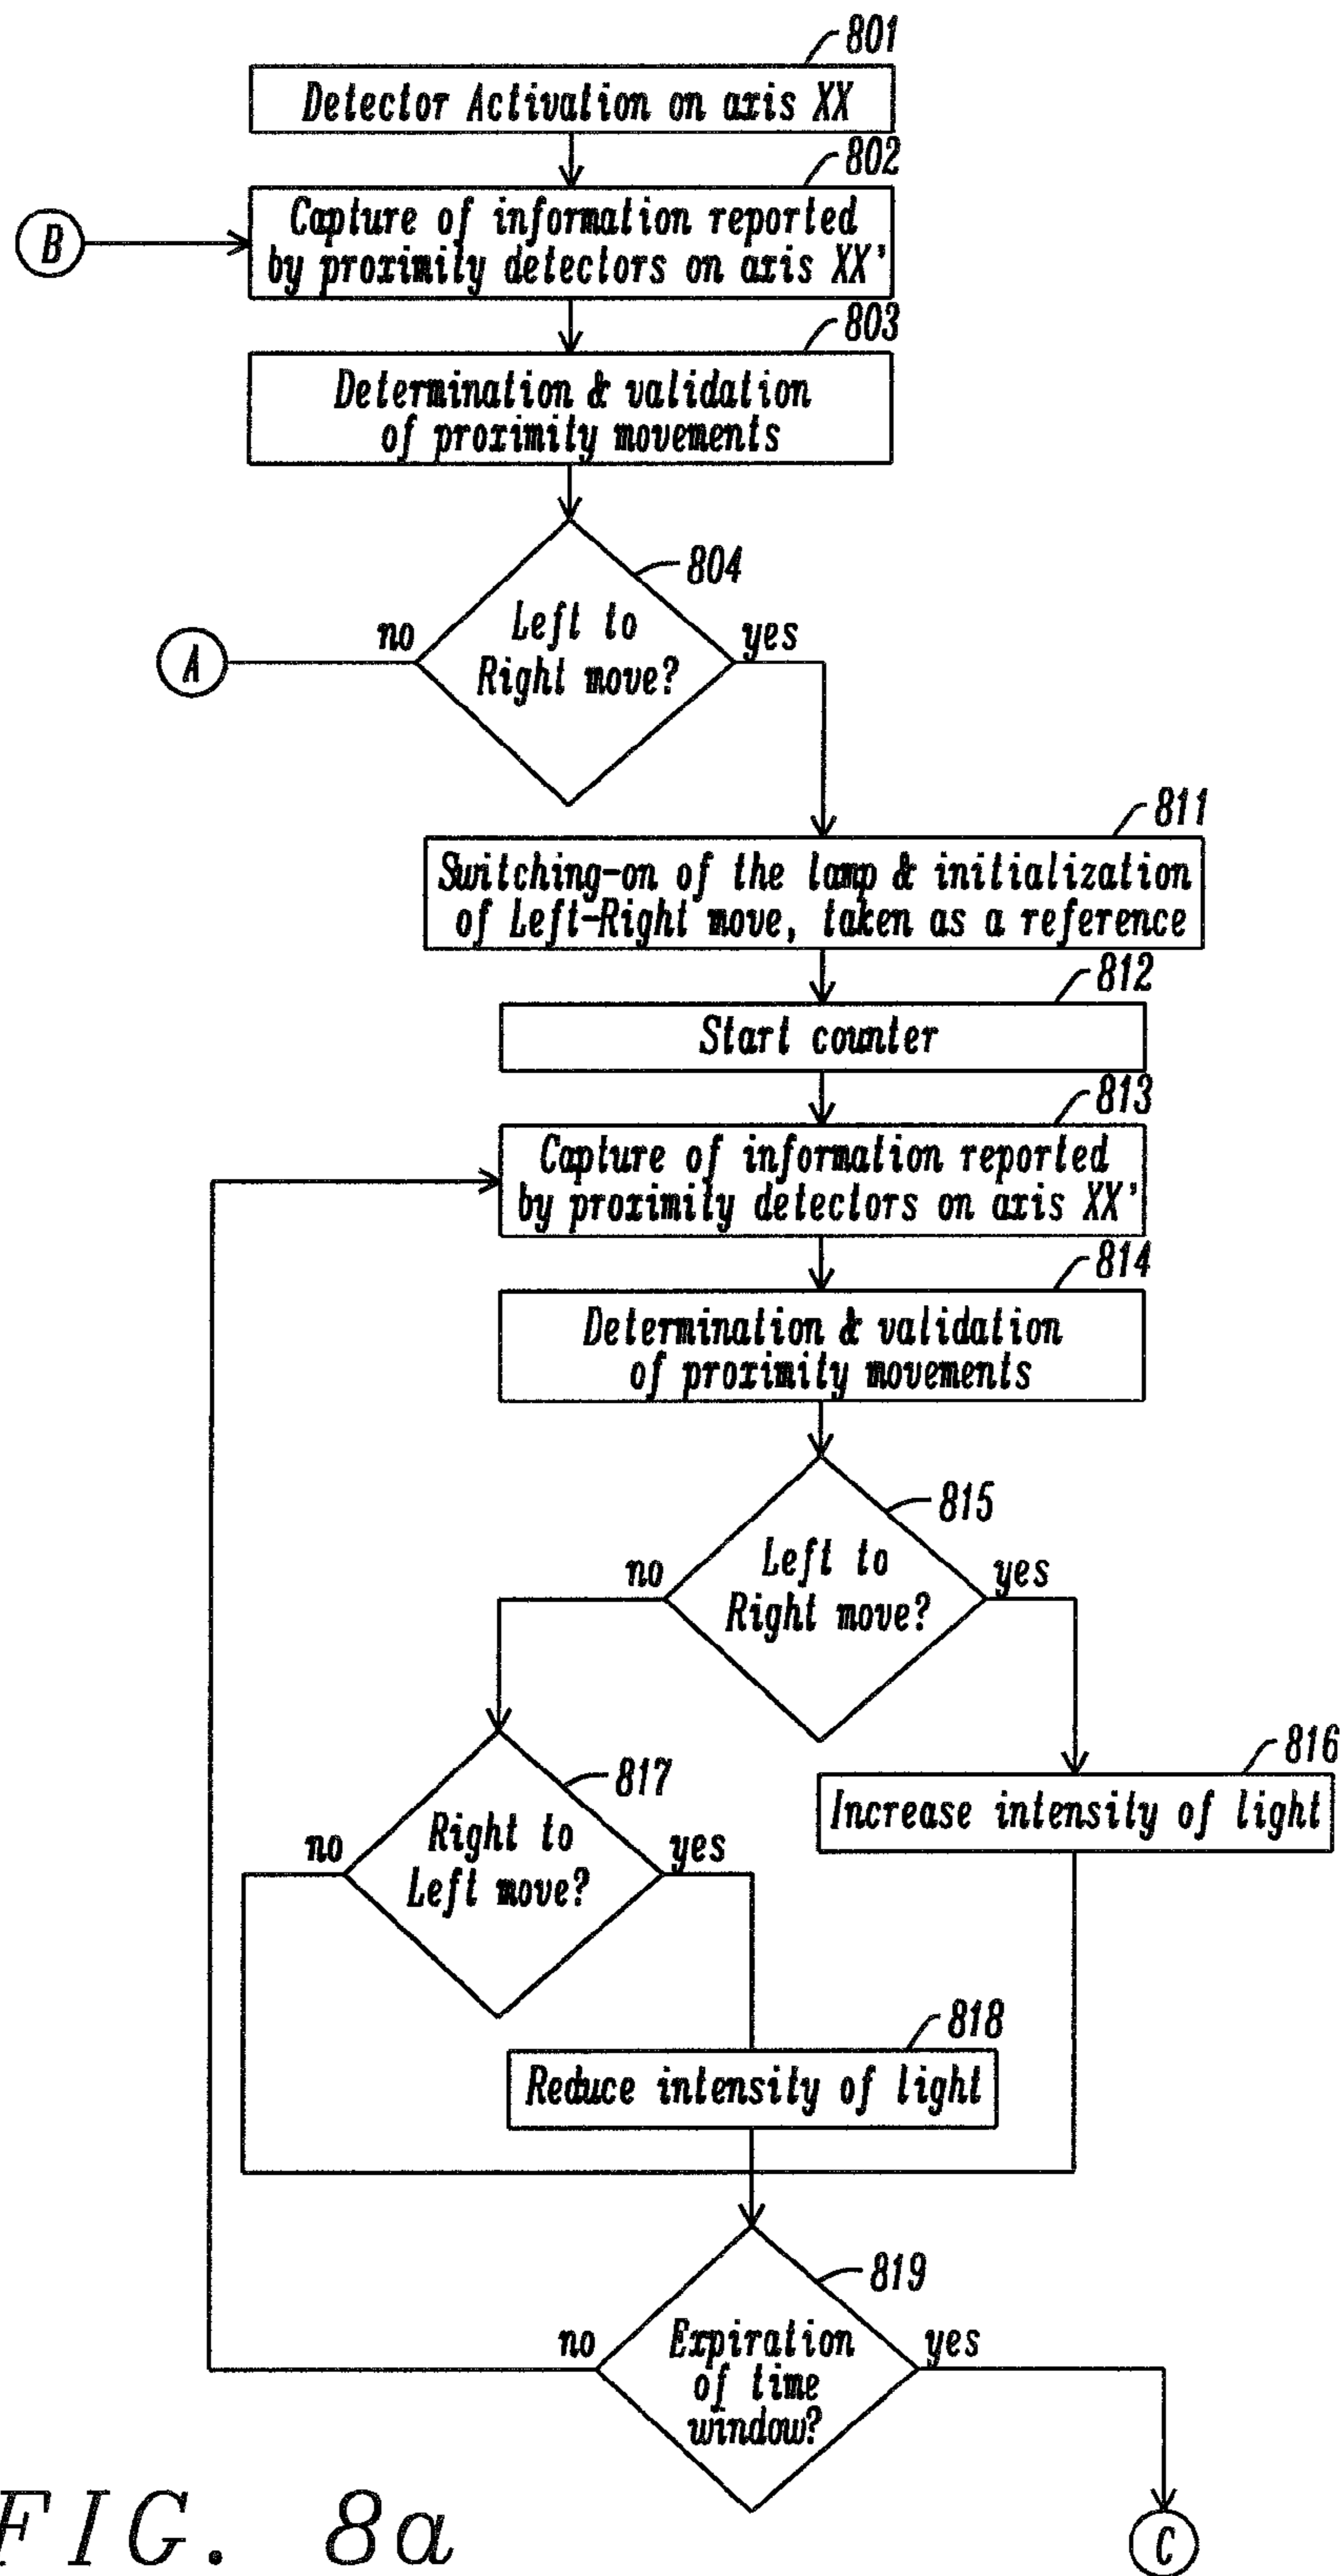 801
Detector Activation on axis XX
802
B
Capture of information reported
by proximity detectors on axis XX'
803
Determination & validation
of proximity movements
804
no
Left to
Right move?
yes
A
811
Switching-on of the lamp & initialization
of Left-Right move, taken as a reference
812
Start counter
813
Capture of information reported
by proximity detectors on axis XX'
814
Determination & validation
of proximity movements
815
no
Left to
Right move?
yes
817
816
Increase intensity of light
no
Right to
Left move?
yes
818
Reduce intensity of light
819
no
Expiration
of time
window?
yes
C
FIG. 8a